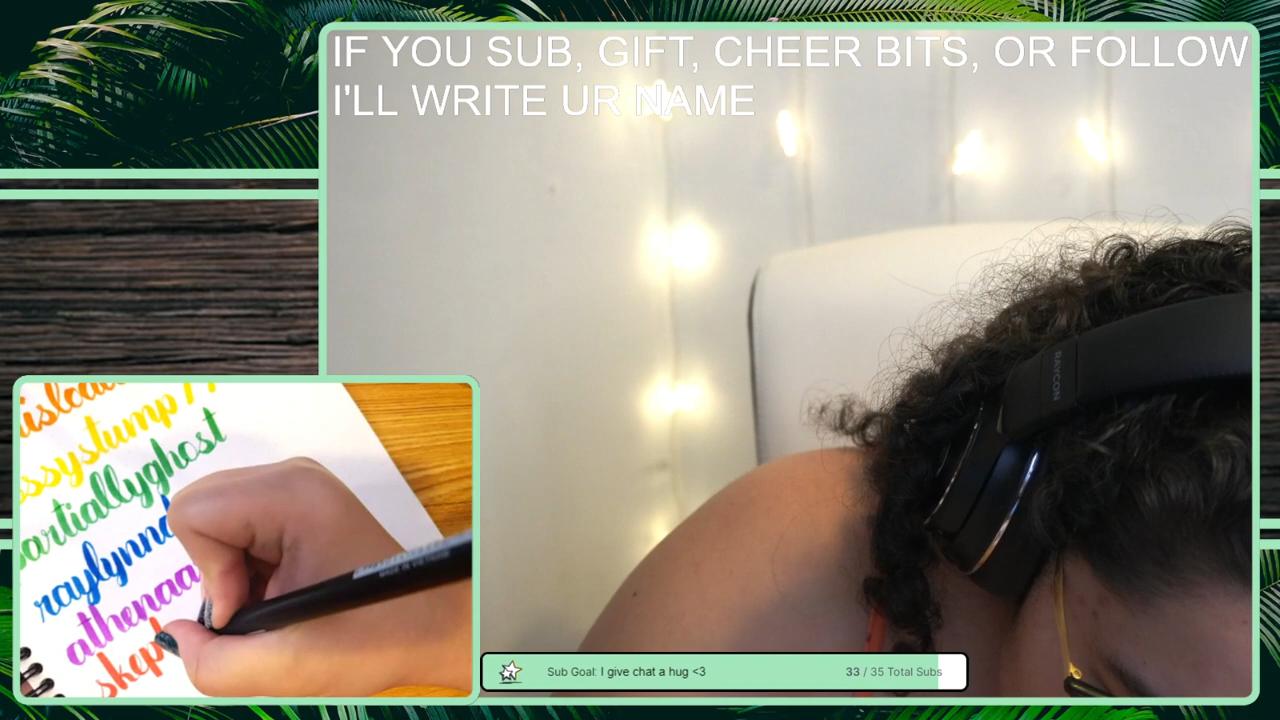 IF YOU SUB, GIFT, CHEER BITS, OR FOLLOW
I'LL WRITE UR NAME
RAYCON
partiallyghost
athenaa
Sub Goal: I give chat a hug <3 33 / 35 Total Subs